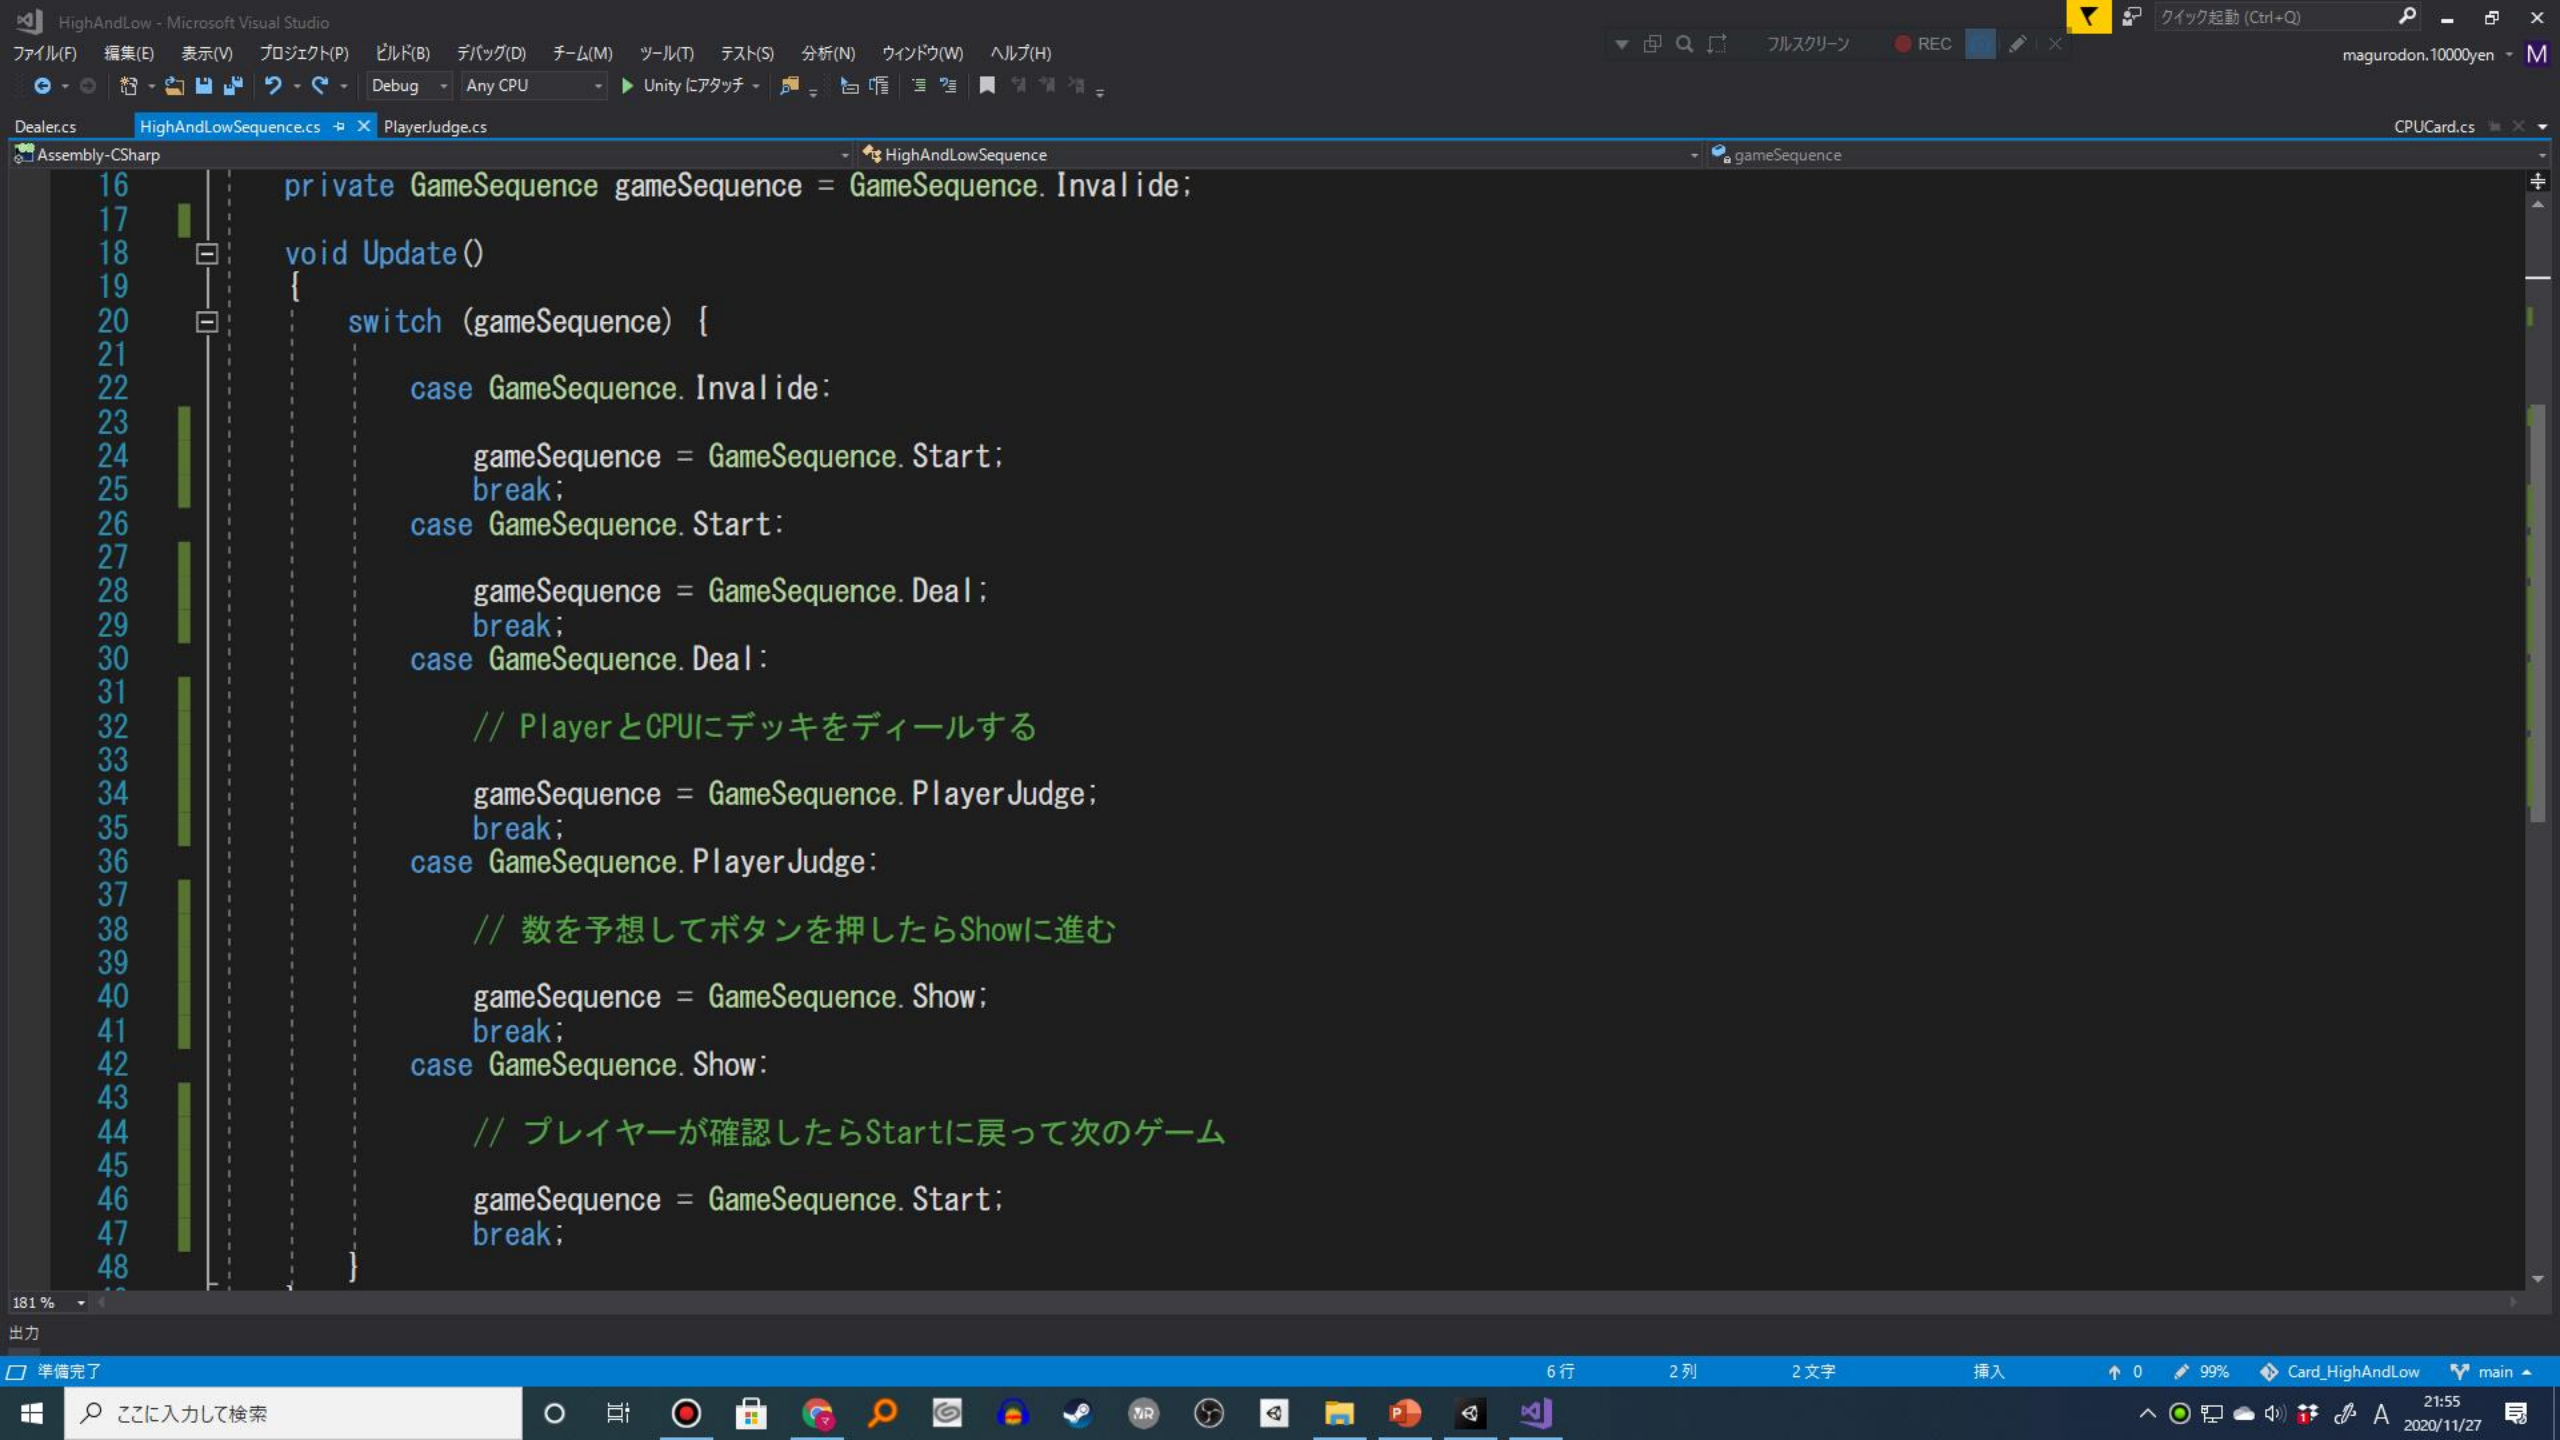 HighAndLow - Microsoft Visual Studio
クイック起動 (Ctrl+Q)
ファイル(F) 編集(E) 表示(V) プロジェクト(P) ビルド(B) デバッグ(D) チーム(M) ツール(T) テスト(S) 分析(N) ウィンドウ(W) ヘルプ(H)
フルスクリーン REC
magurodon.10000yen M
Debug Any CPU Unity にアタッチ
Dealer.cs HighAndLowSequence.cs PlayerJudge.cs CPUCard.cs
Assembly-CSharp HighAndLowSequence gameSequence
16 private GameSequence gameSequence = GameSequence.Invalide;
17
18 void Update()
19 {
20 switch (gameSequence) {
21
22 case GameSequence.Invalide:
23
24 gameSequence = GameSequence.Start;
25 break;
26 case GameSequence.Start:
27
28 gameSequence = GameSequence.Deal;
29 break;
30 case GameSequence.Deal:
31
32 // PlayerとCPUにデッキをディールする
33
34 gameSequence = GameSequence.PlayerJudge;
35 break;
36 case GameSequence.PlayerJudge:
37
38 // 数を予想してボタンを押したらShowに進む
39
40 gameSequence = GameSequence.Show;
41 break;
42 case GameSequence.Show:
43
44 // プレイヤーが確認したらStartに戻って次のゲーム
45
46 gameSequence = GameSequence.Start;
47 break;
48 }
181 %
出力
準備完了 6 行 2 列 2 文字 挿入 0 99% Card_HighAndLow main
ここに入力して検索
A 21:55
2020/11/27